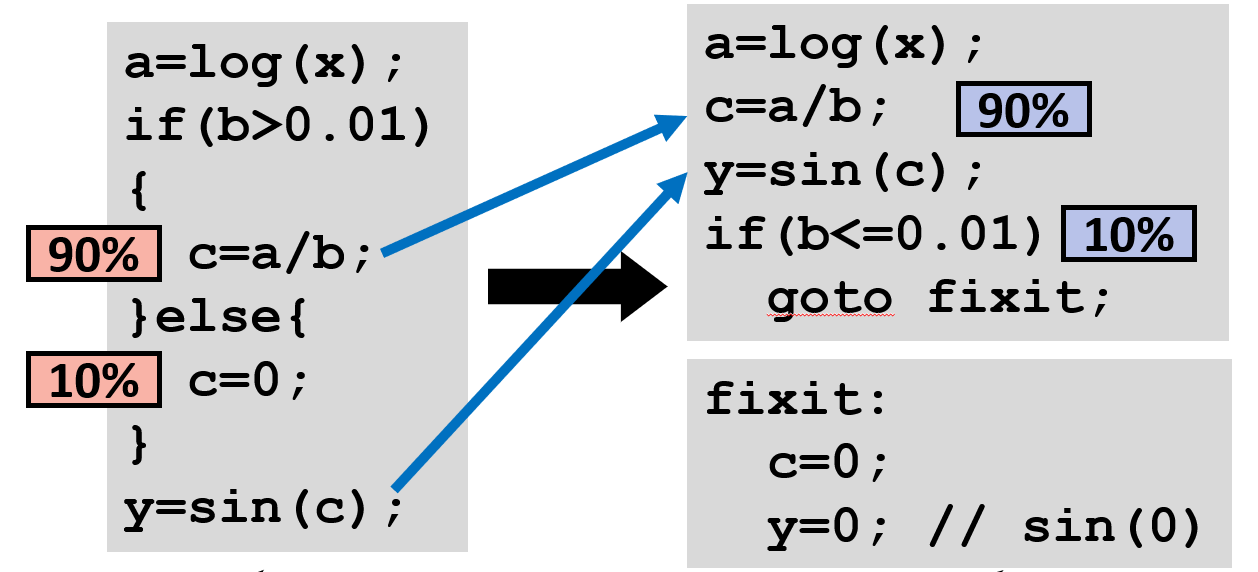 a=log(x);
if(b>0.01)
{
90% c=a/b;
}else{
10% c=0;
}
y=sin(c);
a=log(x);
c=a/b; 90%
y=sin(c);
if(b<=0.01) 10%
goto fixit;
fixit:
c=0;
y=0; // sin(0)